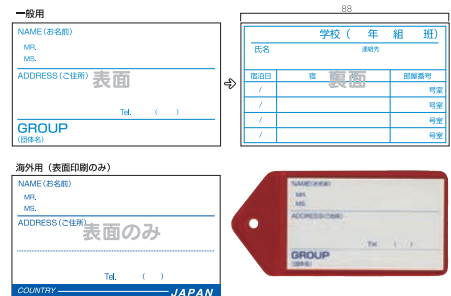 一般用
NAME(お名前)
MR.
MS.
ADDRESS(ご住所)
表面
Tel. ( )
GROUP
(団体名)
88
学校( 年 組 班)
氏名 連絡先
宿泊日 宿 裏面 部屋番号
/ 号室
/ 号室
/ 号室
海外用(表面印刷のみ)
NAME(お名前)
MR.
MS.
ADDRESS(ご住所)
表面のみ
Tel. ( )
COUNTRY JAPAN
NAME(お名前)
MR.
MS.
ADDRESS(ご住所)
Tel. ( )
GROUP
(団体名)